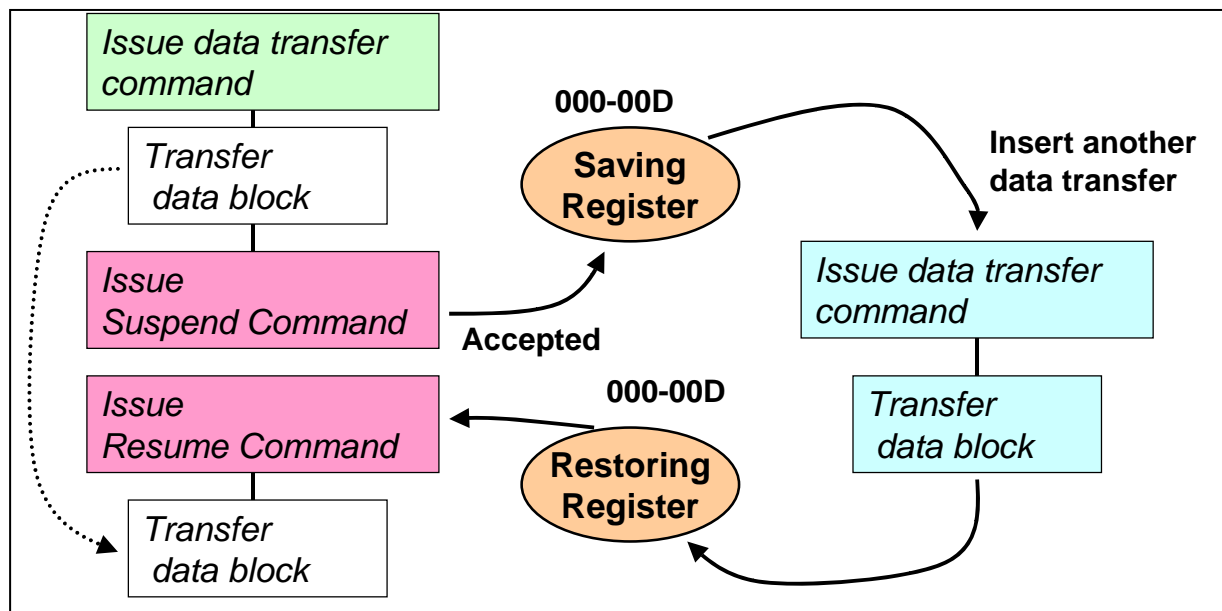 Issue data transfer
command
Transfer
data block
Issue
Suspend Command
Accepted
000-00D
Saving
Register
Insert another
data transfer
Issue data transfer
command
Transfer
data block
000-00D
Restoring
Register
Issue
Resume Command
Transfer
data block